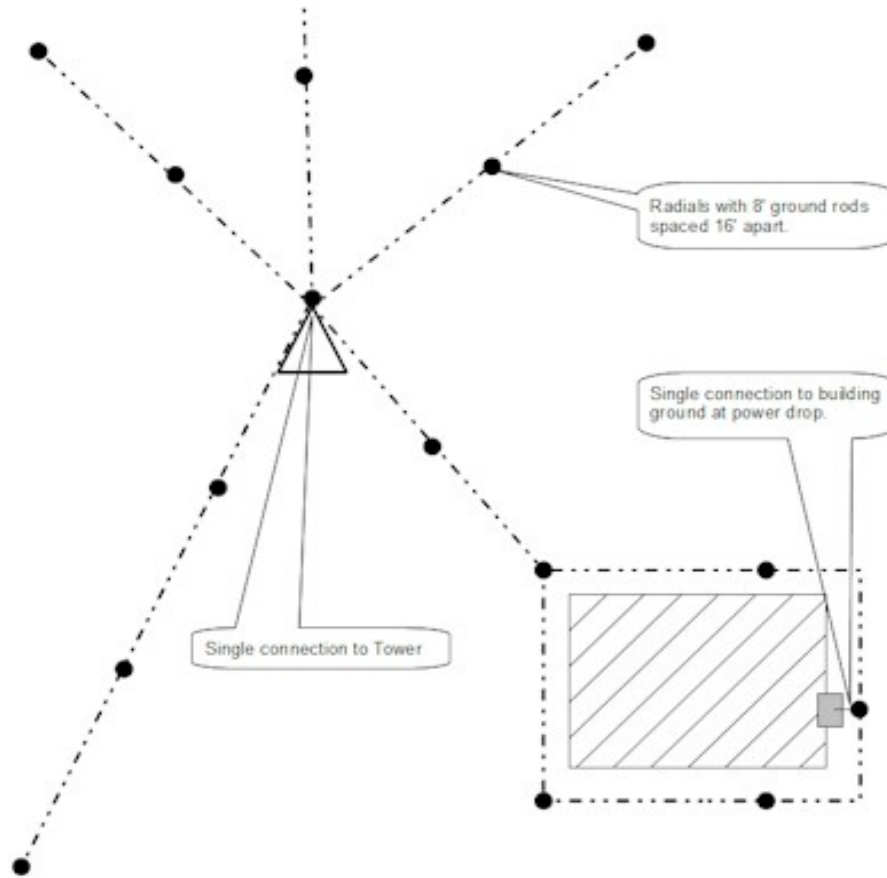 Radials with 8' ground rods
spaced 16' apart.
Single connection to building
ground at power drop.
Single connection to Tower